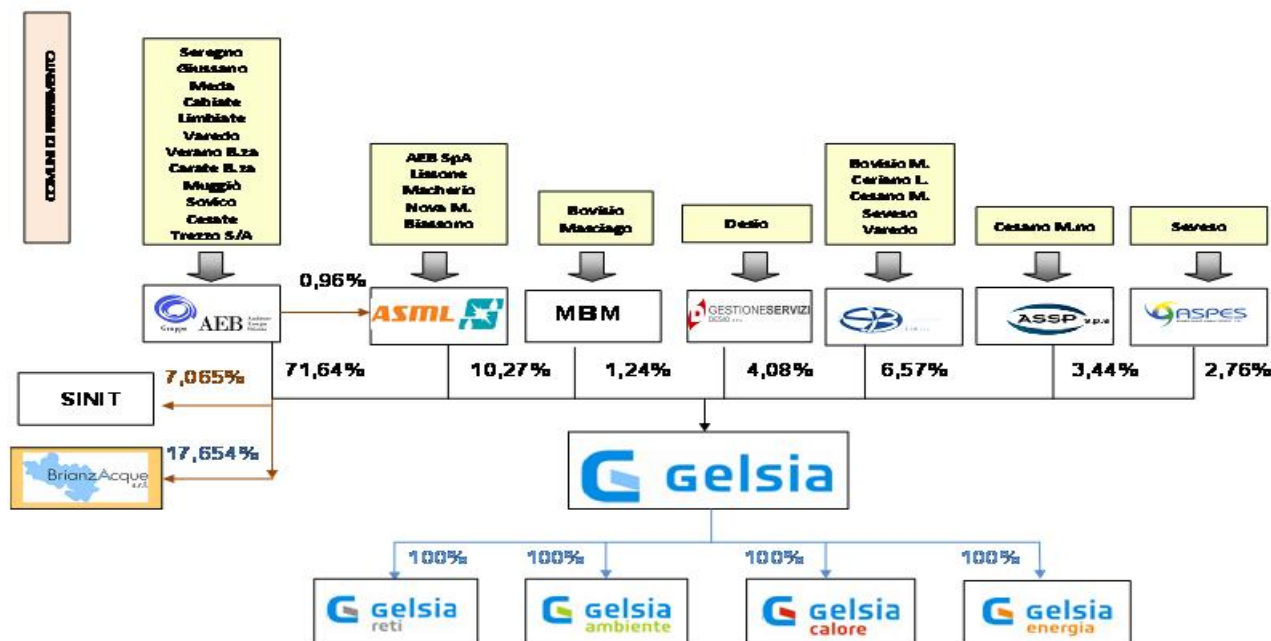 COMUNI DI RIFERIMENTO
Seregno
Giussano
Meda
Cabiate
Limbiate
Varedo
Verano B.za
Carate B.za
Muggiò
Sovico
Cesate
Trezzo S/A
AEB SpA
Lissone
Macherio
Nova M.
Biassono
Bovisio
Masciago
Desio
Bovisio M.
Ceriano L.
Cesano M.
Seveso
Varedo
Cesano M.no
Seveso
0,96%
Gruppo AEB
ASML
MBM
GESTIONESERVIZI
DESIO
ASSP s.p.a
ASPES
7,065%
71,64%
10,27%
1,24%
4,08%
6,57%
3,44%
2,76%
SINIT
17,654%
BrianzAcque
s.r.l.
Gelsia
100%
100%
100%
100%
Gelsia
reti
Gelsia
ambiente
Gelsia
calore
Gelsia
energia